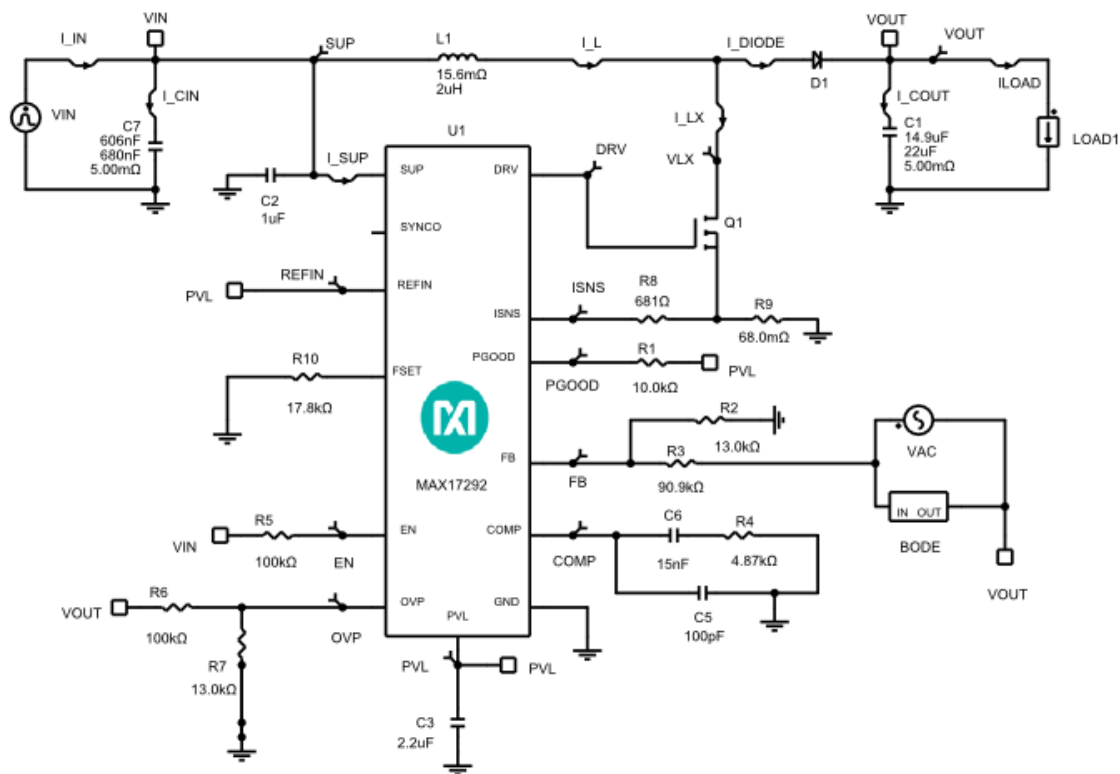 VIN
I_IN
SUP
L1
I_L
I_DIODE
VOUT
VOUT
15.6mΩ
2uH
D1
ILOAD
VIN
I_CIN
C7
606nF
680nF
5.00mΩ
I_LX
VLX
I_COUT
C1
14.9uF
22uF
5.00mΩ
LOAD1
U1
I_SUP
SUP
DRV
DRV
C2
1uF
SYNCO
Q1
PVL
REFIN
REFIN
ISNS
ISNS
R8
681Ω
R9
68.0mΩ
R10
17.8kΩ
FSET
PGOOD
PGOOD
R1
10.0kΩ
PVL
R2
13.0kΩ
FB
FB
R3
90.9kΩ
VAC
MAX17292
IN OUT
BODE
VOUT
VIN
R5
100kΩ
EN
EN
COMP
COMP
C6
15nF
R4
4.87kΩ
C5
100pF
VOUT
R6
100kΩ
OVP
OVP
GND
PVL
R7
13.0kΩ
PVL
PVL
C3
2.2uF